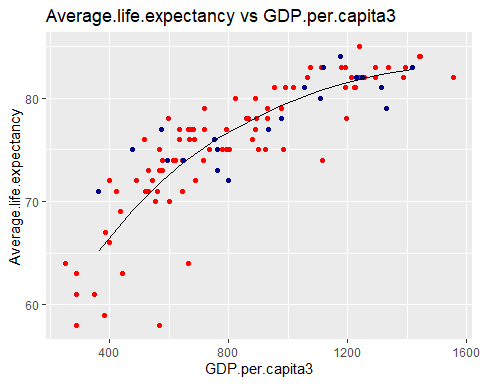 Average.life.expectancy vs GDP.per.capita3
80
70
60
Average.life.expectancy
400 800 1200 1600
GDP.per.capita3